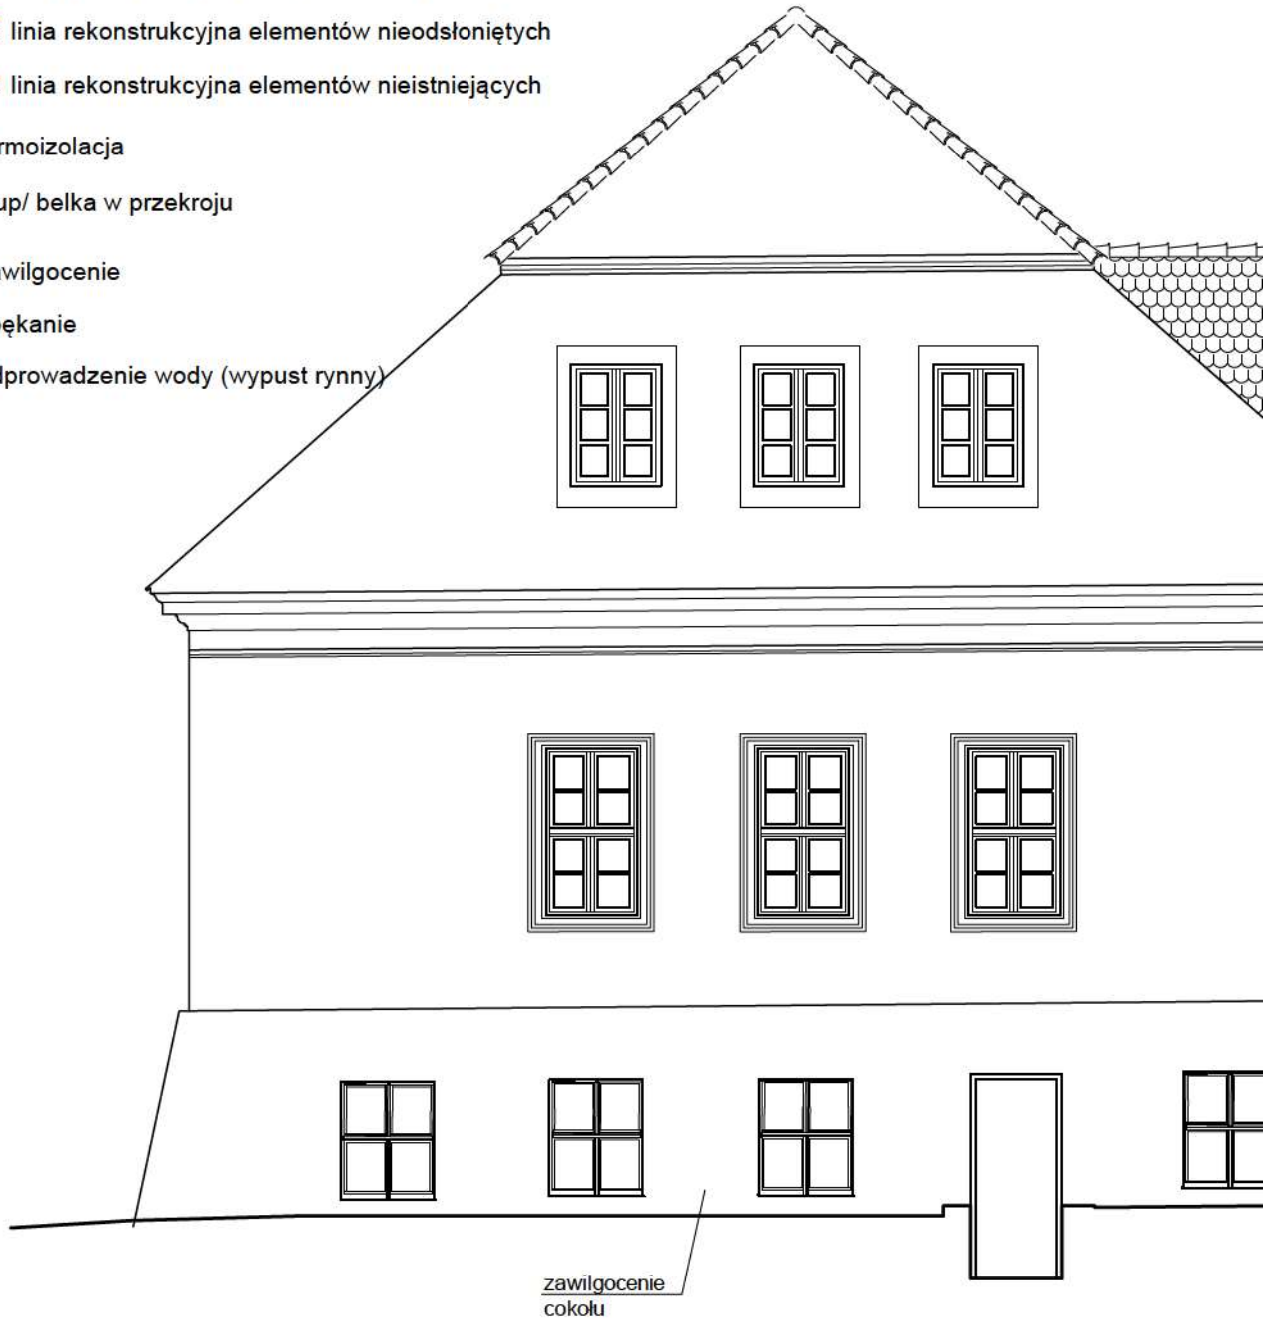 linia rekonstrukcyjna elementów nieodsłoniętych
linia rekonstrukcyjna elementów nieistniejących
rmoizolacja
up/ belka w przekroju
wilgocenie
ękanie
prowadzenie wody (wypust rynny)
zawilgocenie
cokołu